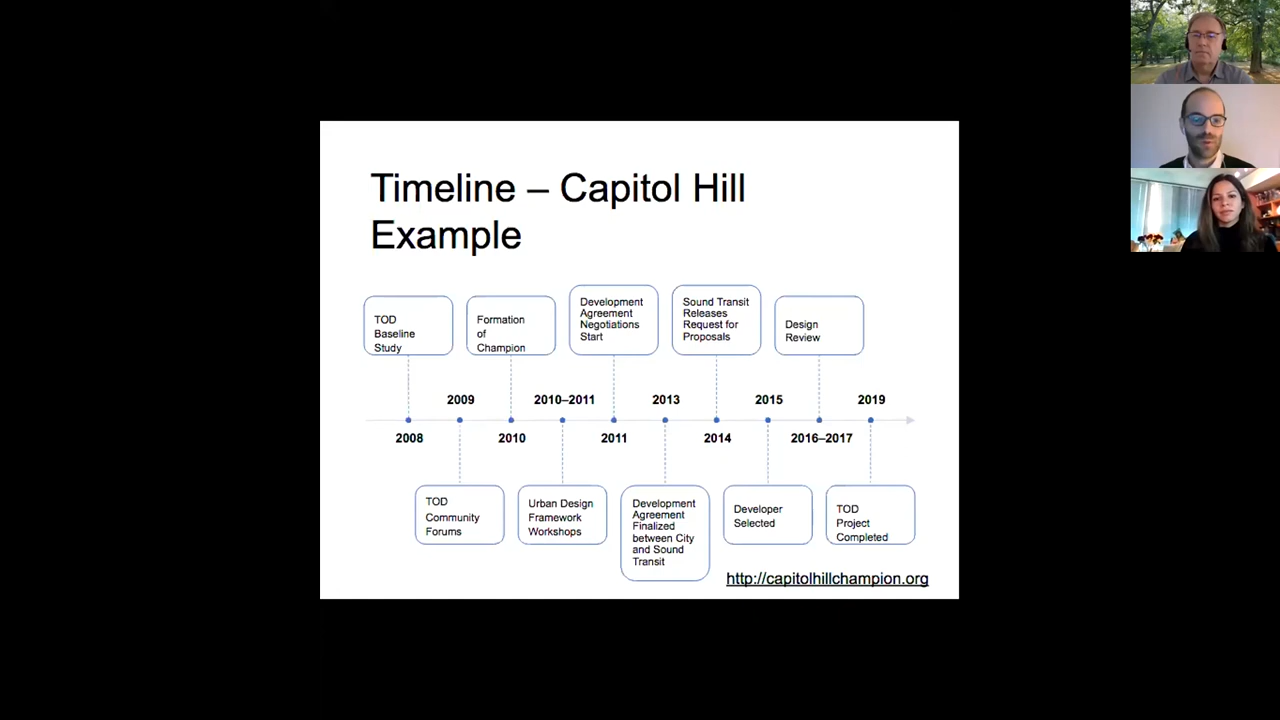 Timeline – Capitol Hill
Example
TOD
Baseline
Study
Formation
of
Champion
Development
Agreement
Negotiations
Start
Sound Transit
Releases
Request for
Proposals
Design
Review
2009
2010–2011
2013
2015
2019
2008
2010
2011
2014
2016–2017
TOD
Community
Forums
Urban Design
Framework
Workshops
Development
Agreement
Finalized
between City
and Sound
Transit
Developer
Selected
TOD
Project
Completed
http://capitolhillchampion.org